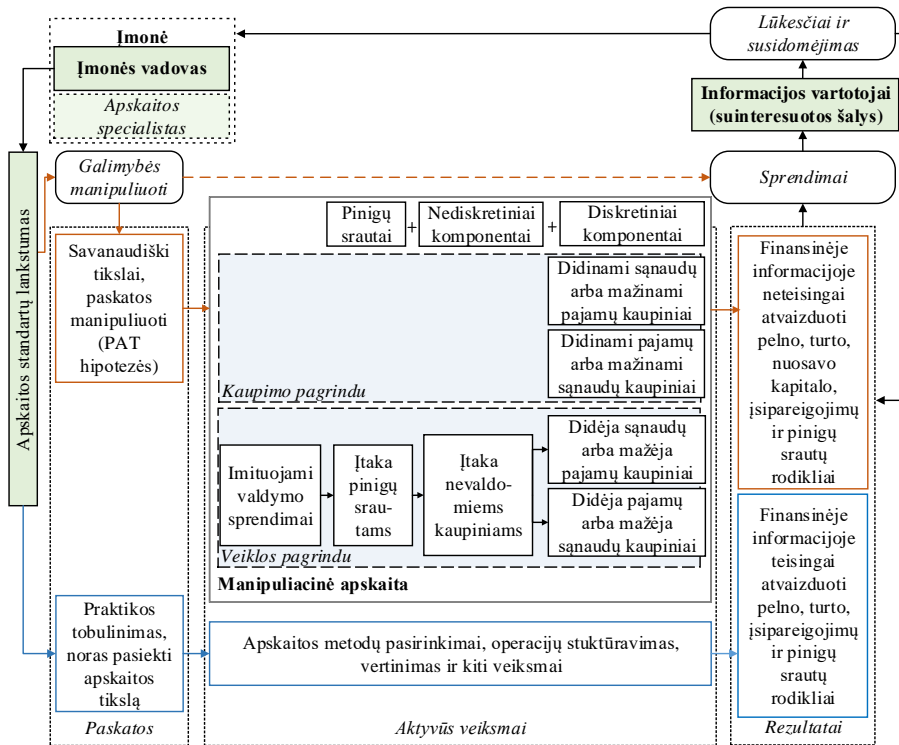 Įmonė
Įmonės vadovas
Apskaitos
specialistas
Lūkesčiai ir
susidomėjimas
Informacijos vartotojai
(suinteresuotos šalys)
Apskaitos standartų lankstumas
Galimybės
manipuliuoti
Sprendimai
Savanaudiški
tikslai,
paskatos
manipuliuoti
(PAT
hipotezės)
Pinigų
srautai
+
Nediskretiniai
komponentai
+
Diskretiniai
komponentai
Didinami sąnaudų
arba mažinami
pajamų kaupiniai
Didinami pajamų
arba mažinami
sąnaudų kaupiniai
Kaupimo pagrindu
Imituojami
valdymo
sprendimai
Įtaka
pinigų
srau-
tams
Įtaka
nevaldo-
miems
kaupiniams
Didėja sąnaudų
arba mažėja
pajamų kaupiniai
Didėja pajamų
arba mažėja
sąnaudų kaupiniai
Veiklos pagrindu
Manipuliacinė apskaita
Finansinėje
informacijoje
neteisingai
atvaizduoti
pelno, turto,
nuosavo
kapitalo,
įsipareigojimų
ir pinigų
srautų
rodikliai
Praktikos
tobulinimas,
noras pasiekti
apskaitos
tikslą
Apskaitos metodų pasirinkimai, operacijų stuktūravimas,
vertinimas ir kiti veiksmai
Finansinėje
informacijoje
teisingai
atvaizduoti
pelno, turto,
įsipareigojimų
ir pinigų
srautų
rodikliai
Paskatos
Aktyvūs veiksmai
Rezultatai